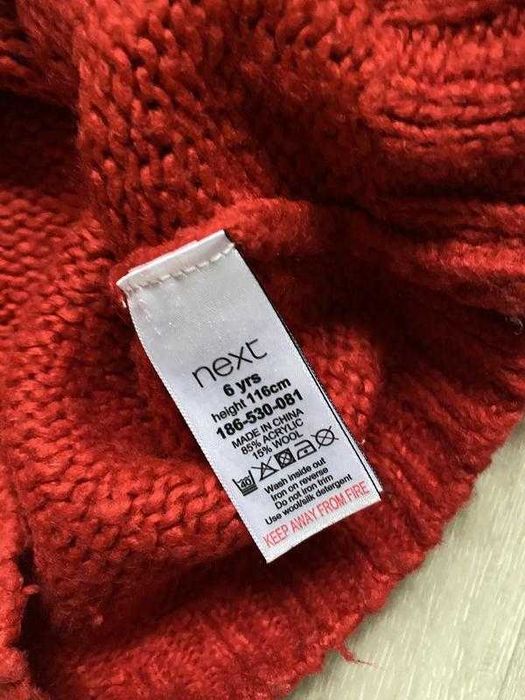 next
6 yrs
height 116cm
186-530-081
MADE IN CHINA
85% ACRYLIC
15% WOOL
40
Wash inside out
Iron on reverse
Do not iron trim
Use wool/silk detergent
KEEP AWAY FROM FIRE